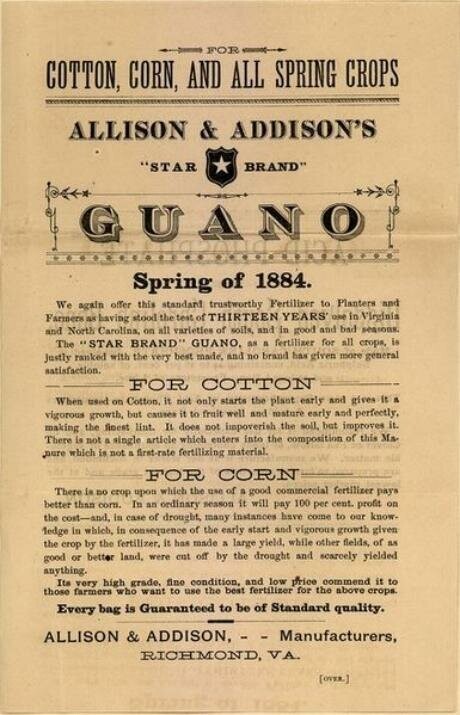 FOR
COTTON, CORN, AND ALL SPRING CROPS
ALLISON & ADDISON'S
"STAR BRAND"
GUANO
Spring of 1884.
We again offer this standard trustworthy Fertilizer to Planters and
Farmers as having stood the test of THIRTEEN YEARS' use in Virginia
and North Carolina, on all varieties of soils, and in good and bad seasons.
The "STAR BRAND" GUANO, as a fertilizer for all crops, is
justly ranked with the very best made, and no brand has given more general
satisfaction.
FOR COTTON
When used on Cotton, it not only starts the plant early and gives it a
vigorous growth, but causes it to fruit well and mature early and perfectly,
making the finest lint. It does not impoverish the soil, but improves it.
There is not a single article which enters into the composition of this Ma-
nure which is not a first-rate fertilizing material.
FOR CORN
There is no crop upon which the use of a good commercial fertilizer pays
better than corn. In an ordinary season it will pay 100 per cent. profit on
the cost—and, in case of drought, many instances have come to our know-
ledge in which, in consequence of the early start and vigorous growth given
the crop by the fertilizer, it has made a large yield, while other fields, of as
good or better land, were cut off by the drought and scarcely yielded
anything.
Its very high grade, fine condition, and low price commend it to
those farmers who want to use the best fertilizer for the above crops.
Every bag is Guaranteed to be of Standard quality.
ALLISON & ADDISON, - - Manufacturers,
RICHMOND, VA.
[OVER.]